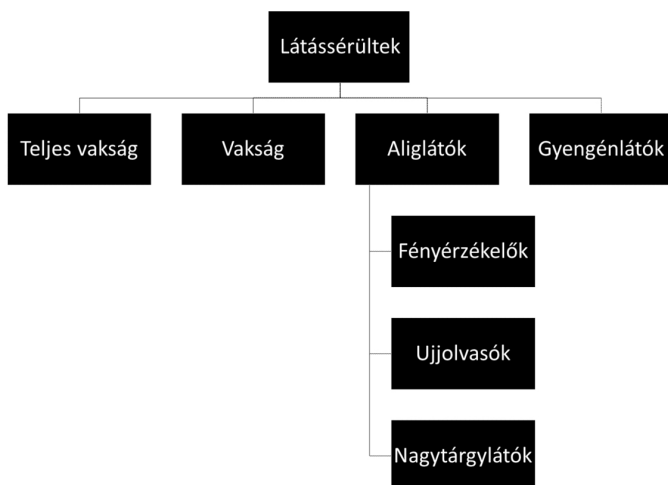 Látássérültek
Teljes vakság
Vakság
Aliglátók
Gyengénlátók
Fényérzékelők
Ujjolvasók
Nagytárgylátók